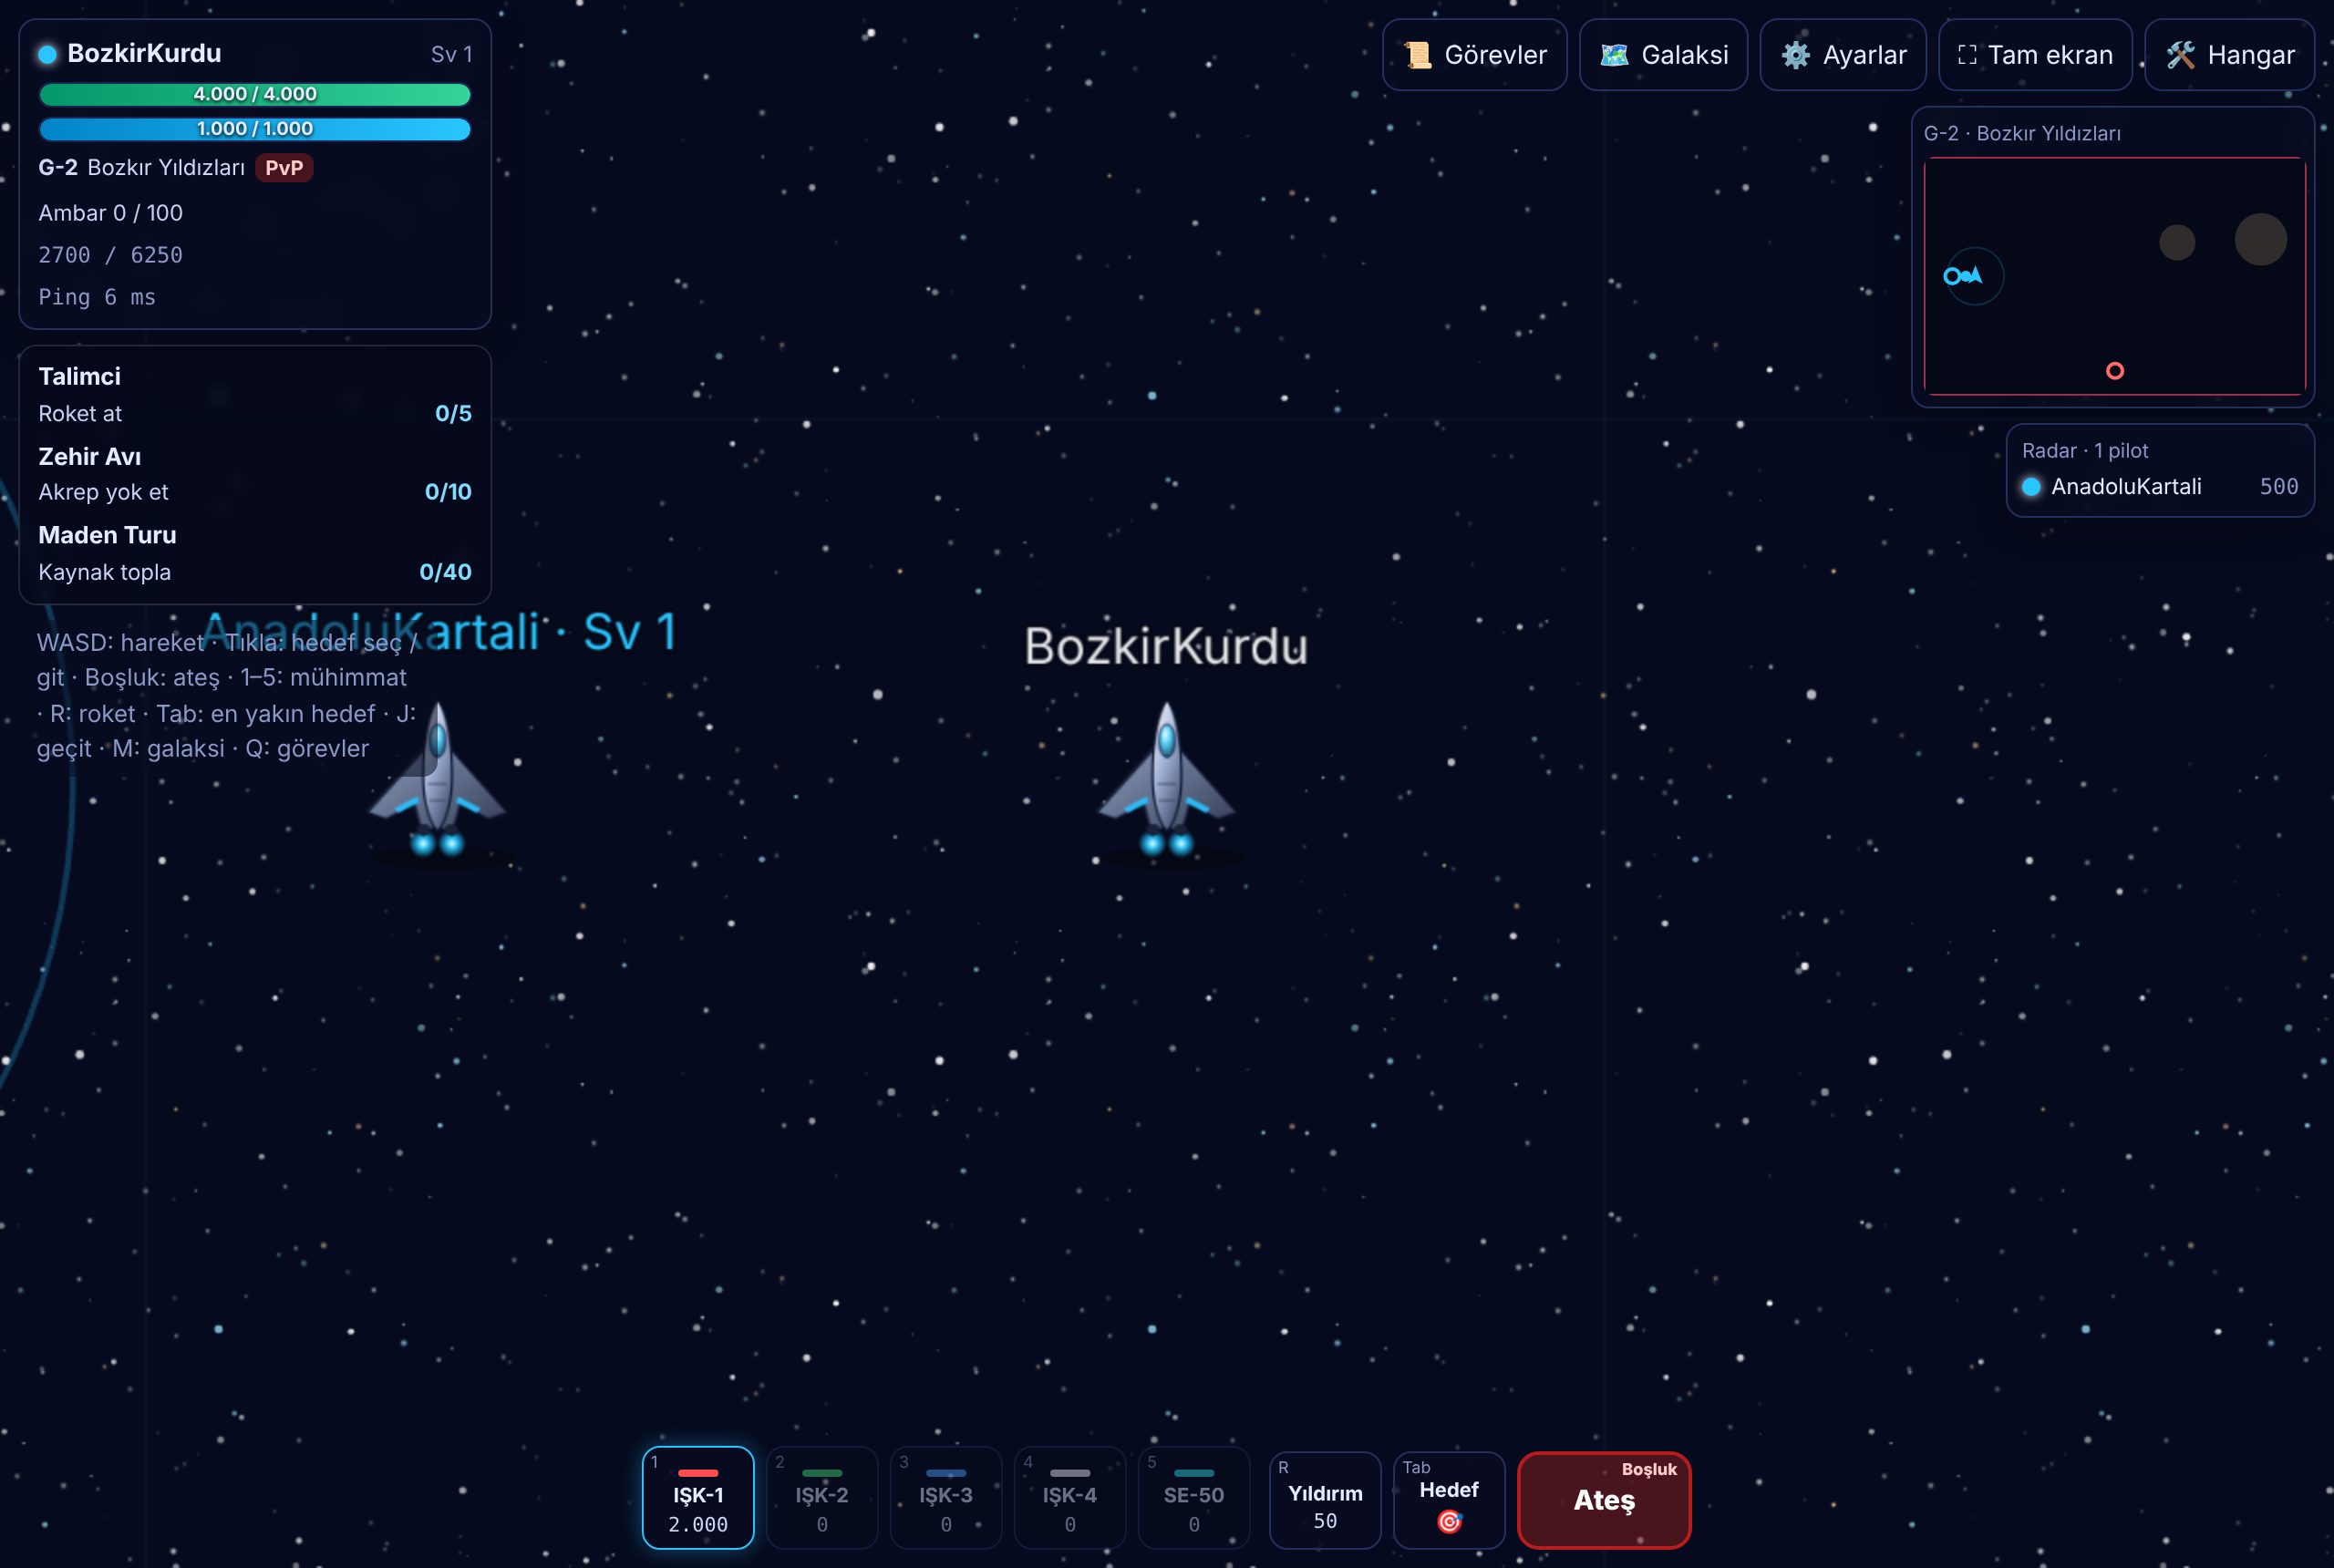 BozkirKurdu Sv 1
4.000 / 4.000
1.000 / 1.000
G-2 Bozkır Yıldızları PvP
Ambar 0 / 100
2700 / 6250
Ping 6 ms
Talimci
Roket at 0/5
Zehir Avı
Akrep yok et 0/10
Maden Turu
Kaynak topla 0/40
WASD: hareket · Tıkla: hedef seç /
git · Boşluk: ateş · 1–5: mühimmat
· R: roket · Tab: en yakın hedef · J:
geçit · M: galaksi · Q: görevler
Görevler
Galaksi
Ayarlar
Tam ekran
Hangar
G-2 · Bozkır Yıldızları
Radar · 1 pilot
AnadoluKartali 500
AnadoluKartali · Sv 1
BozkirKurdu
1
IŞK-1
2.000
2
IŞK-2
0
3
IŞK-3
0
4
IŞK-4
0
5
SE-50
0
R
Yıldırım
50
Tab
Hedef
Boşluk
Ateş